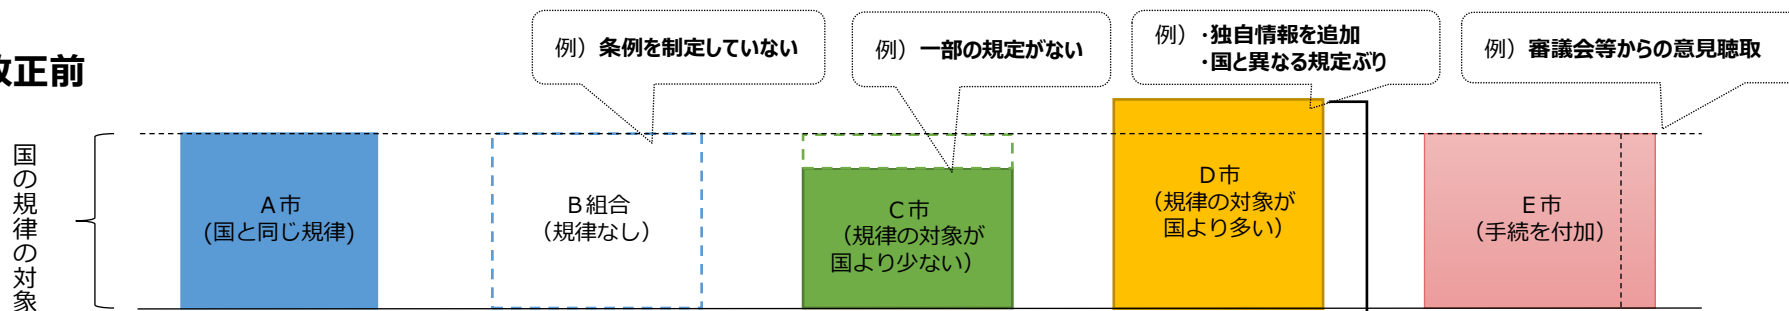 改正前
例）条例を制定していない
例）一部の規定がない
例）・独自情報を追加
・国と異なる規定ぶり
例）審議会等からの意見聴取
国の規律の対象
A市
(国と同じ規律)
B組合
（規律なし）
C市
（規律の対象が
国より少ない）
D市
（規律の対象が
国より多い）
E市
（手続を付加）